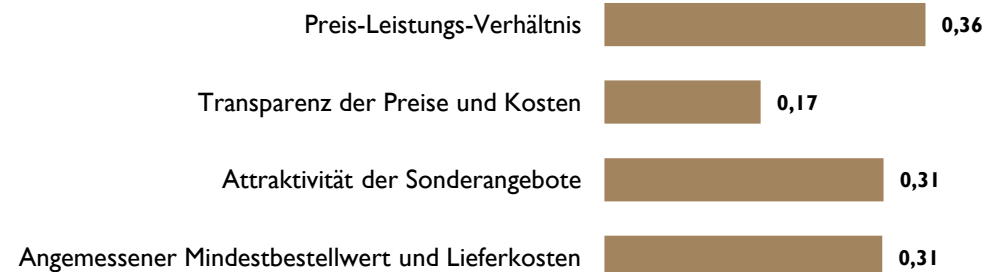 Preis-Leistungs-Verhältnis 0,36
Transparenz der Preise und Kosten 0,17
Attraktivität der Sonderangebote 0,31
Angemessener Mindestbestellwert und Lieferkosten 0,31